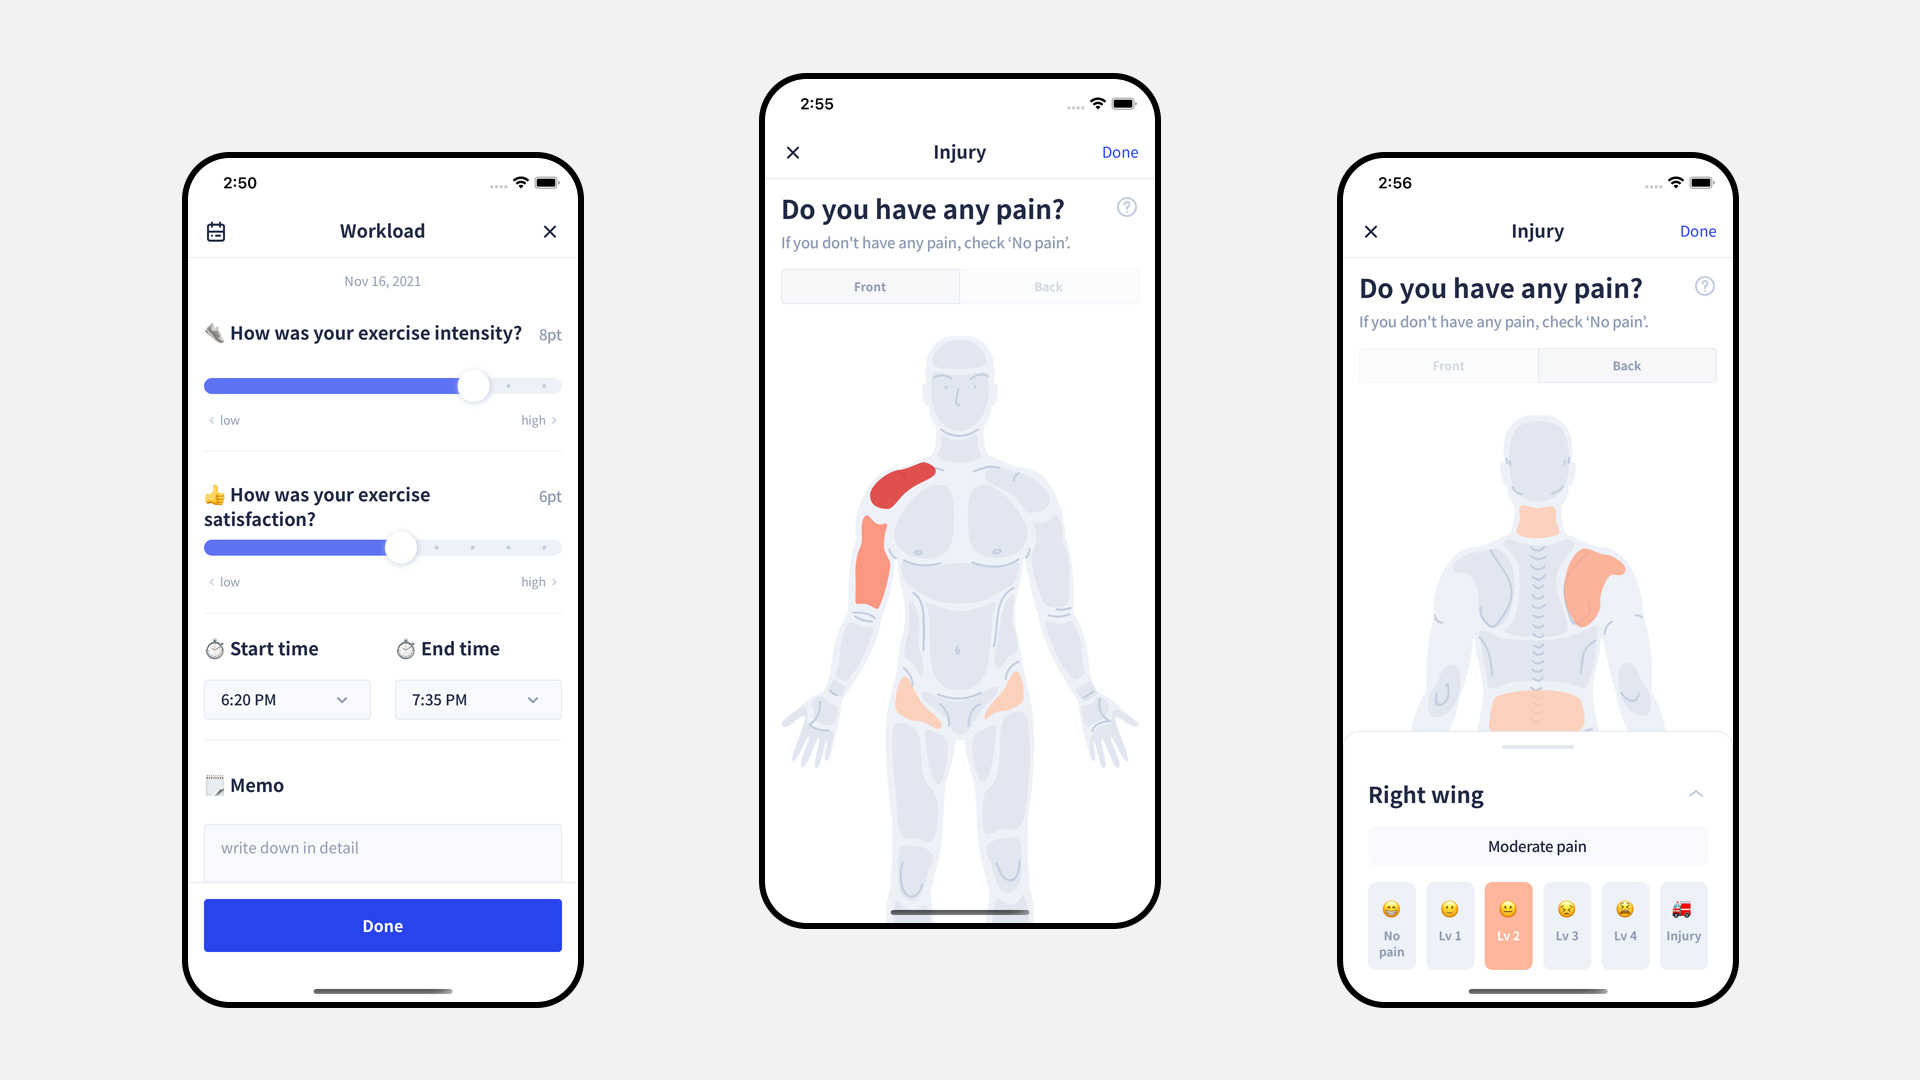 2:50
Workload
Nov 16, 2021
How was your exercise intensity?
8pt
low
high
How was your exercise
satisfaction?
6pt
low
high
Start time
End time
6:20 PM
7:35 PM
Memo
write down in detail
Done
2:55
Injury
Done
Do you have any pain?
?
If you don't have any pain, check ‘No pain’.
Front
Back
2:56
Injury
Done
Do you have any pain?
?
If you don't have any pain, check ‘No pain’.
Front
Back
Right wing
Moderate pain
No
pain
Lv 1
Lv 2
Lv 3
Lv 4
Injury